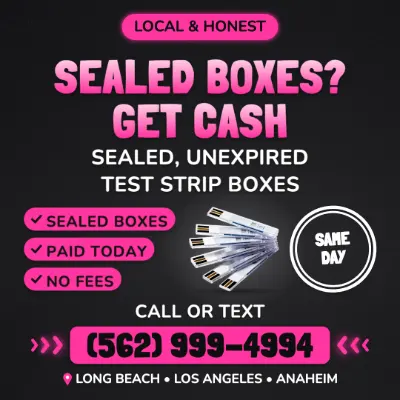 LOCAL & HONEST
SEALED BOXES?
GET CASH
SEALED, UNEXPIRED
TEST STRIP BOXES
SEALED BOXES
PAID TODAY
NO FEES
SAME
DAY
CALL OR TEXT
(562) 999-4994
LONG BEACH • LOS ANGELES • ANAHEIM